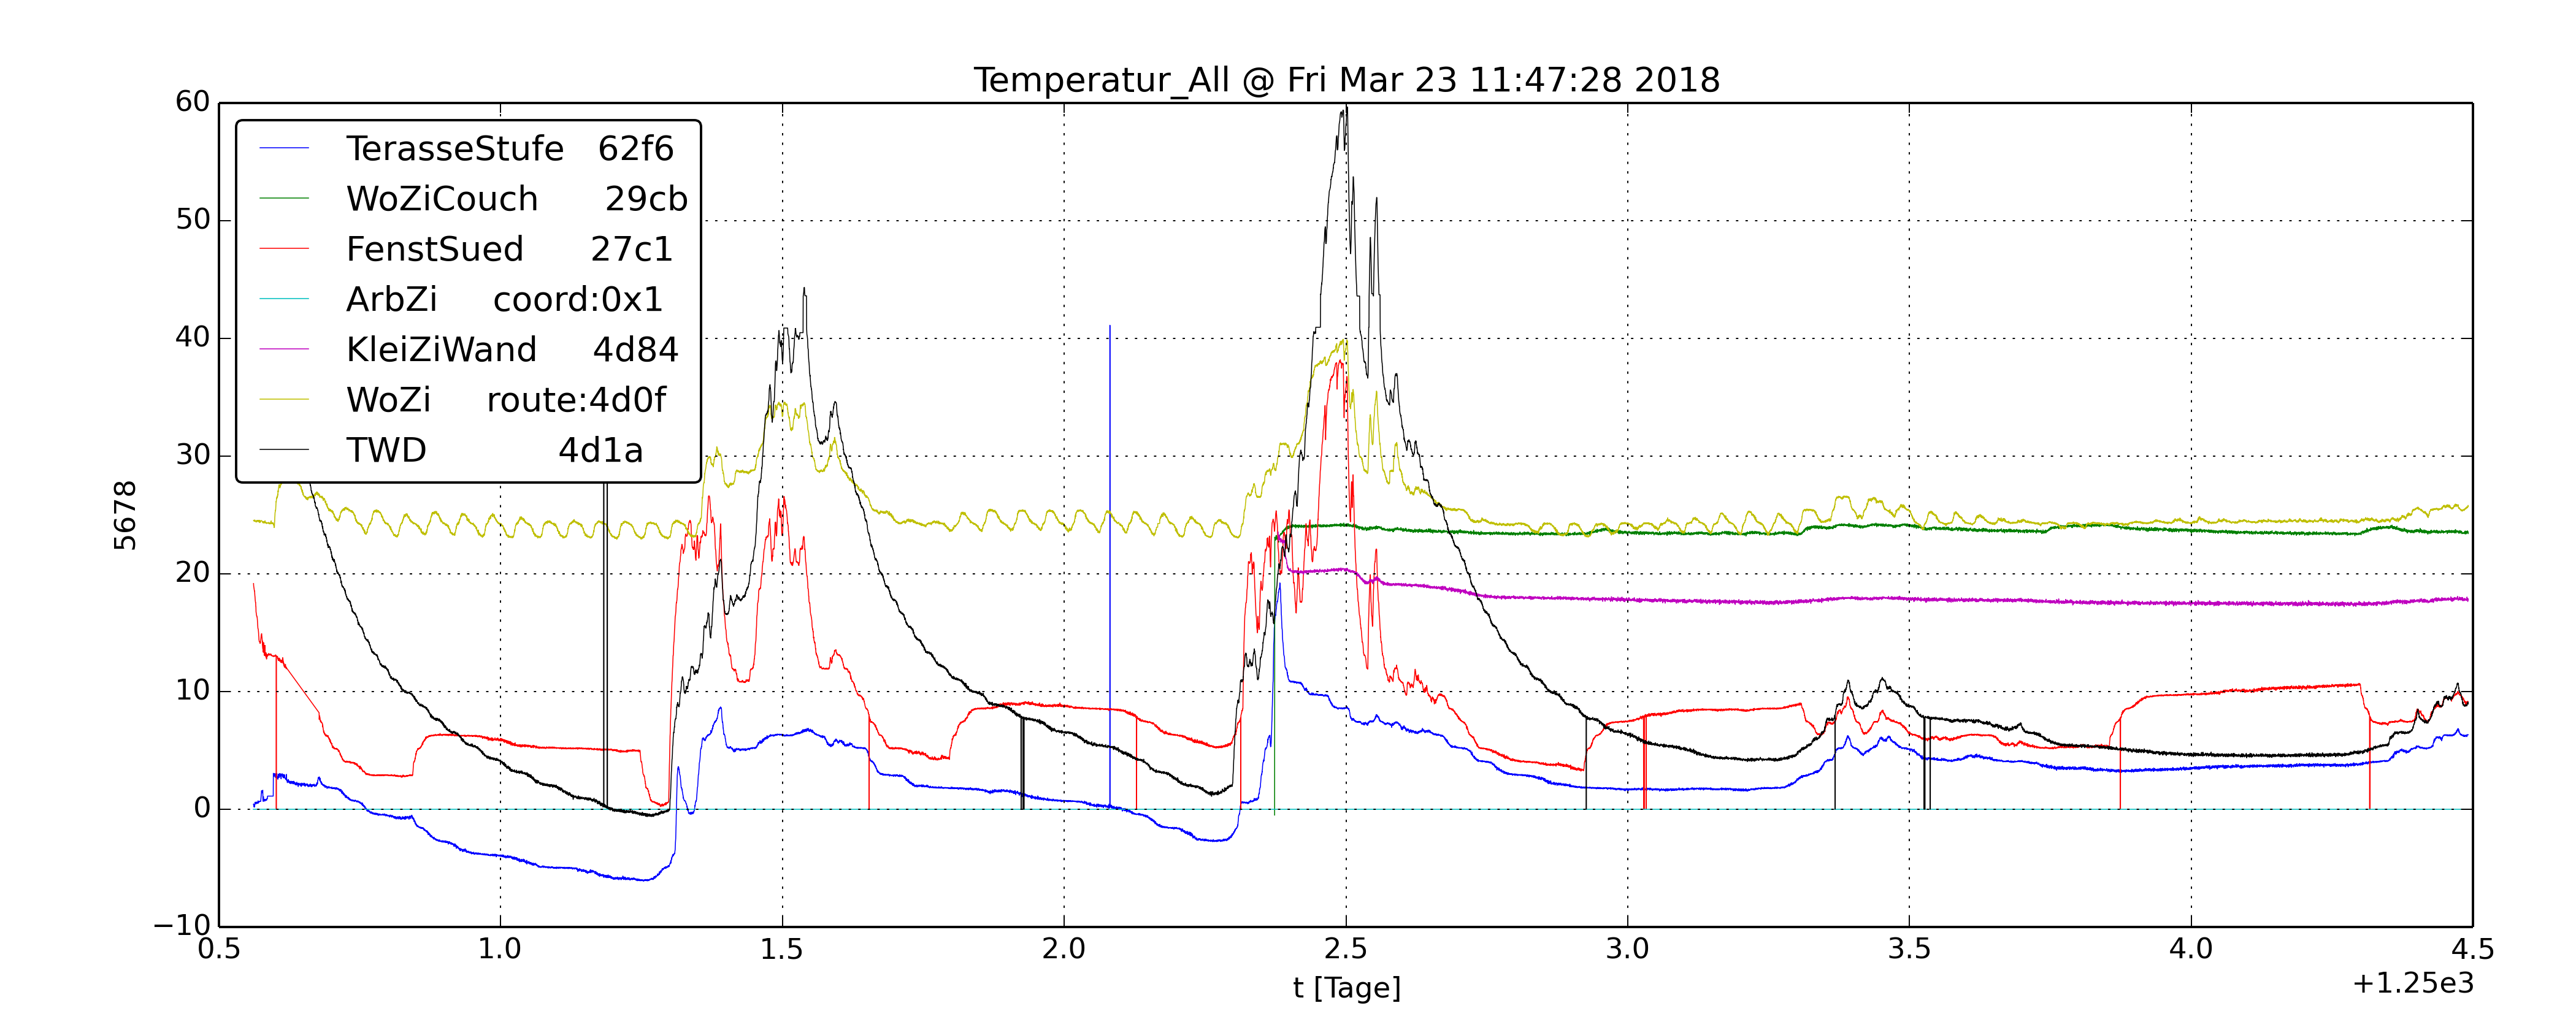 Temperatur_All @ Fri Mar 23 11:47:28 2018
60
50
40
30
20
10
0
−10
5678
TerasseStufe 62f6
WoZiCouch 29cb
FenstSued 27c1
ArbZi coord:0x1
KleiZiWand 4d84
WoZi route:4d0f
TWD 4d1a
0.5 1.0 1.5 2.0 2.5 3.0 3.5 4.0 4.5
t [Tage]
+1.25e3